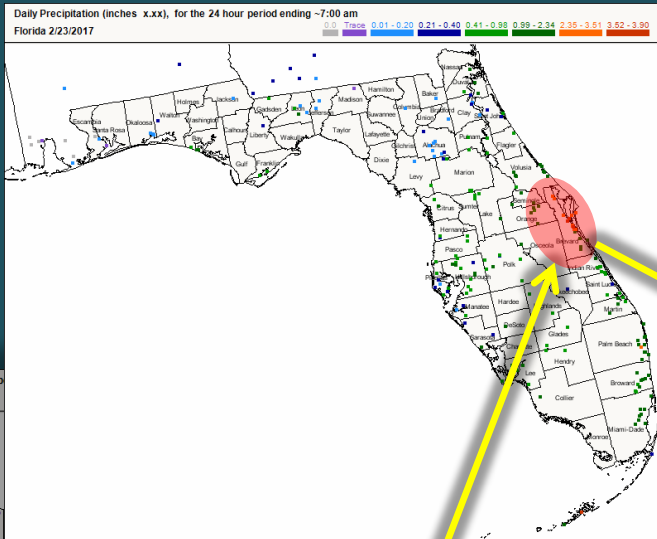 Daily Precipitation (inches x.xx), for the 24 hour period ending ~7:00 am
Florida 2/23/2017
0.0 Trace 0.01 - 0.20 0.21 - 0.40 0.41 - 0.98 0.99 - 2.34 2.35 - 3.51 3.52 - 3.90
Nassau
Hamilton
Duval
Baker
Madison
Jackson
Holmes
Gadsden
Leon
Jefferson
Columbia
Escambia
Santa Rosa
Okaloosa
Walton
Washington
Suwannee
Bradford
Clay
St Johns
Union
Calhoun
Liberty
Wakulla
Taylor
Lafayette
Bay
Gilchrist
Alachua
Putnam
Flagler
Gulf
Franklin
Dixie
Levy
Marion
Volusia
Citrus
Sumter
Lake
Seminole
Orange
Hernando
Pasco
Osceola
Brevard
Hillsborough
Polk
Indian River
Okeechobee
Saint Lucie
Manatee
Hardee
Highlands
Martin
Sarasota
DeSoto
Glades
Charlotte
Palm Beach
Lee
Hendry
Broward
Collier
Monroe
Miami-Dade